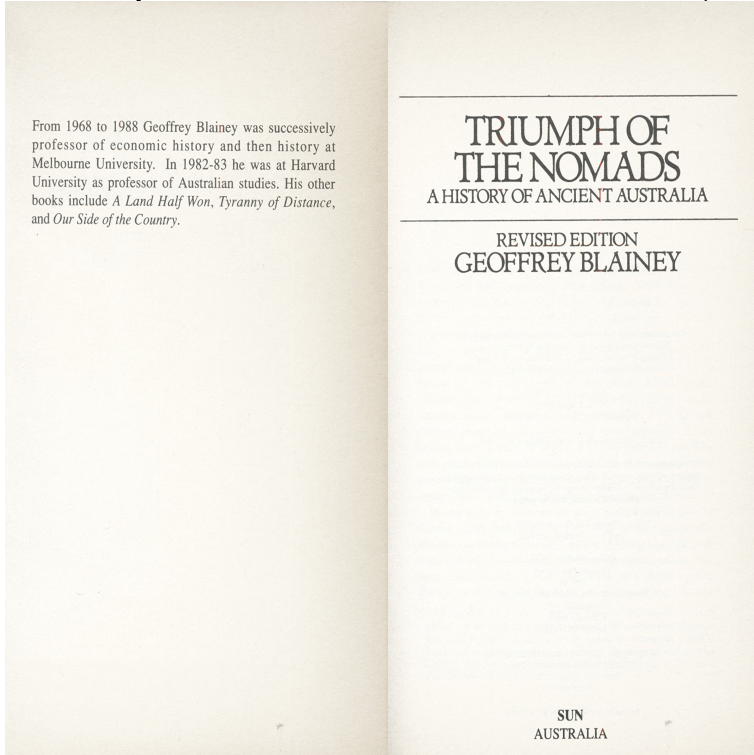 From 1968 to 1988 Geoffrey Blainey was successively
professor of economic history and then history at
Melbourne University. In 1982-83 he was at Harvard
University as professor of Australian studies. His other
books include A Land Half Won, Tyranny of Distance,
and Our Side of the Country.
TRIUMPH OF
THE NOMADS
A HISTORY OF ANCIENT AUSTRALIA
REVISED EDITION
GEOFFREY BLAINEY
SUN
AUSTRALIA